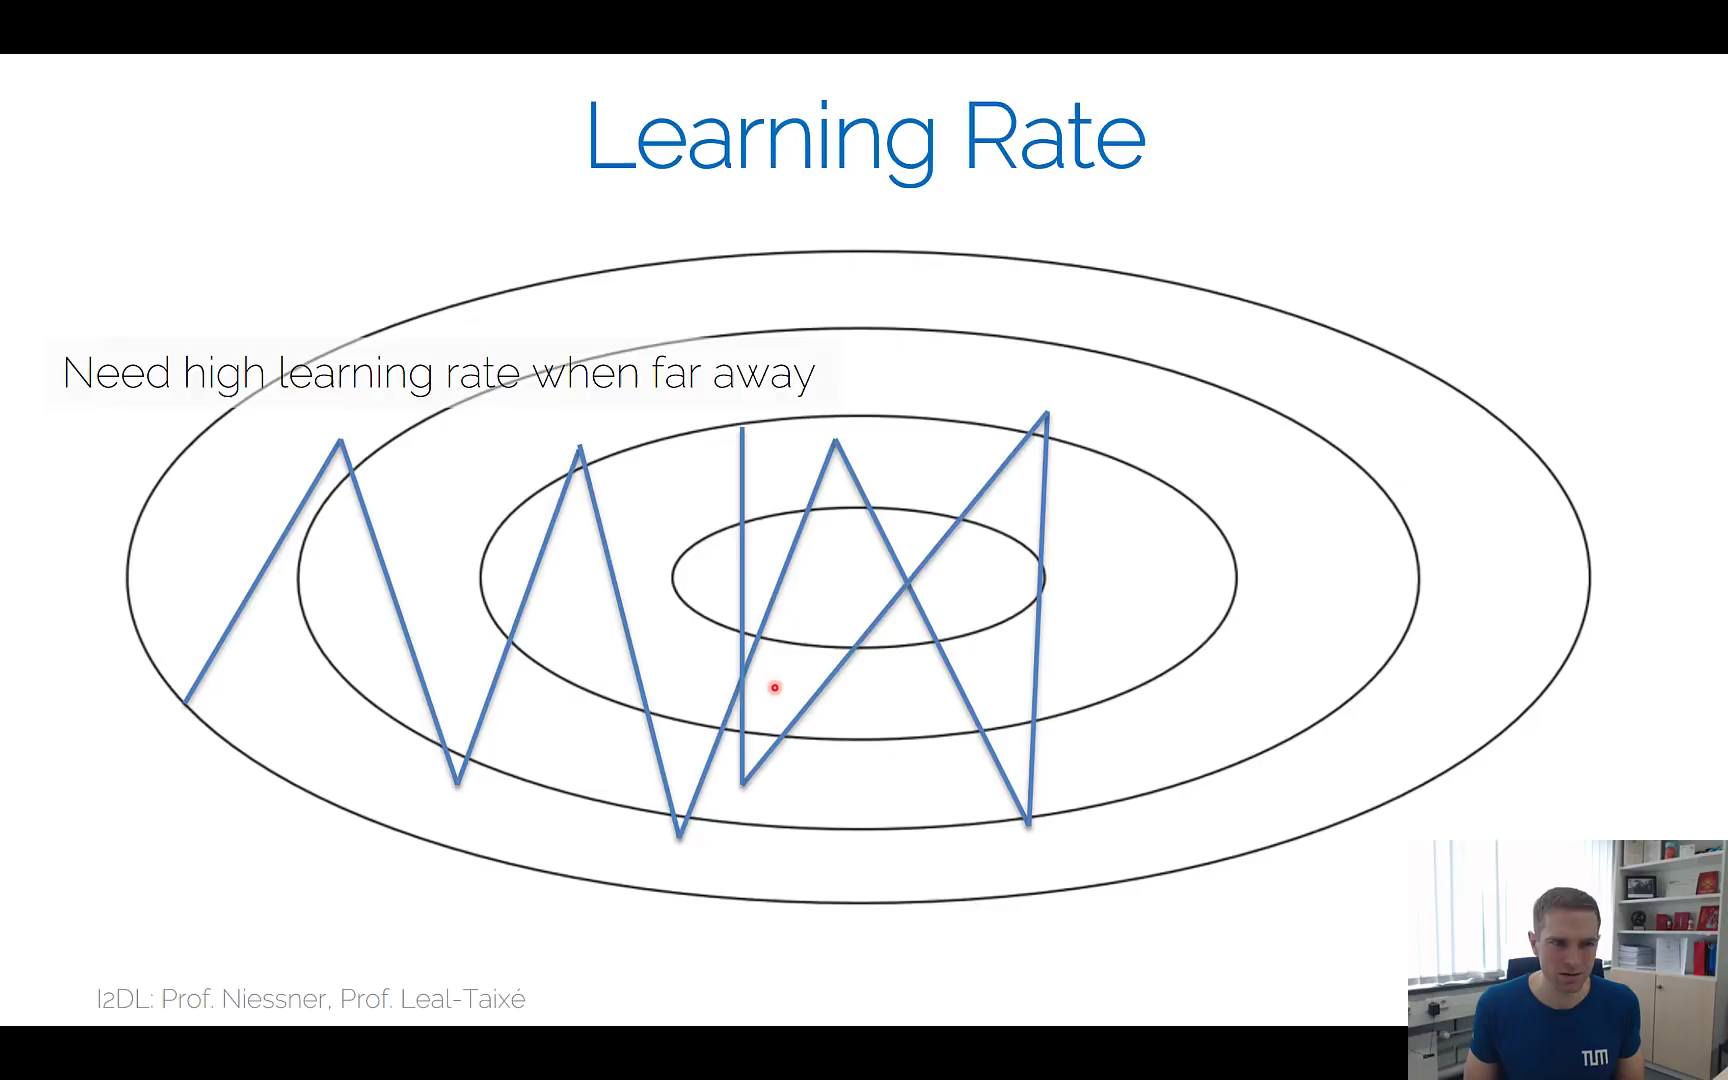 Learning Rate
Need high learning rate when far away
I2DL: Prof. Niessner, Prof. Leal-Taixé
TUM